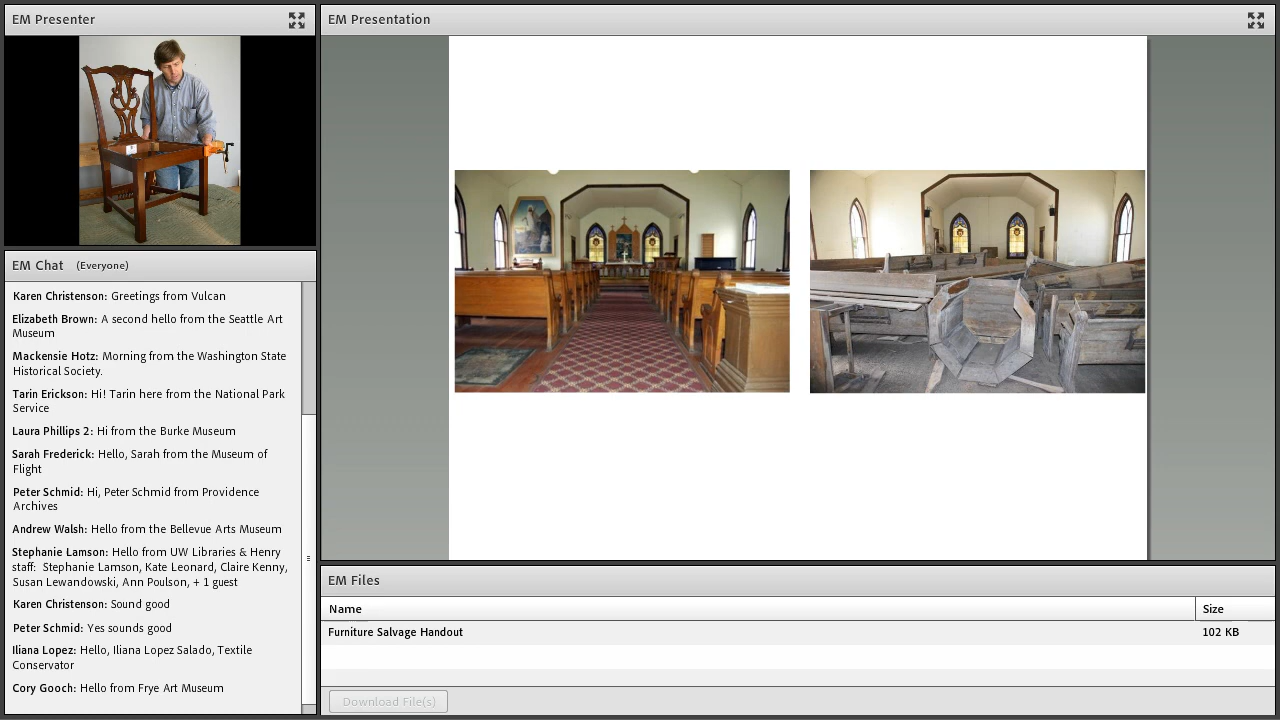 EM Presenter
EM Chat (Everyone)
Karen Christenson: Greetings from Vulcan
Elizabeth Brown: A second hello from the Seattle Art
Museum
Mackensie Hotz: Morning from the Washington State
Historical Society.
Tarin Erickson: Hi! Tarin here from the National Park
Service
Laura Phillips 2: Hi from the Burke Museum
Sarah Frederick: Hello, Sarah from the Museum of
Flight
Peter Schmid: Hi, Peter Schmid from Providence
Archives
Andrew Walsh: Hello from the Bellevue Arts Museum
Stephanie Lamson: Hello from UW Libraries & Henry
staff: Stephanie Lamson, Kate Leonard, Claire Kenny,
Susan Lewandowski, Ann Poulson, + 1 guest
Karen Christenson: Sound good
Peter Schmid: Yes sounds good
Iliana Lopez: Hello, Iliana Lopez Salado, Textile
Conservator
Cory Gooch: Hello from Frye Art Museum
EM Presentation
EM Files
Name Size
Furniture Salvage Handout 102 KB
Download File(s)